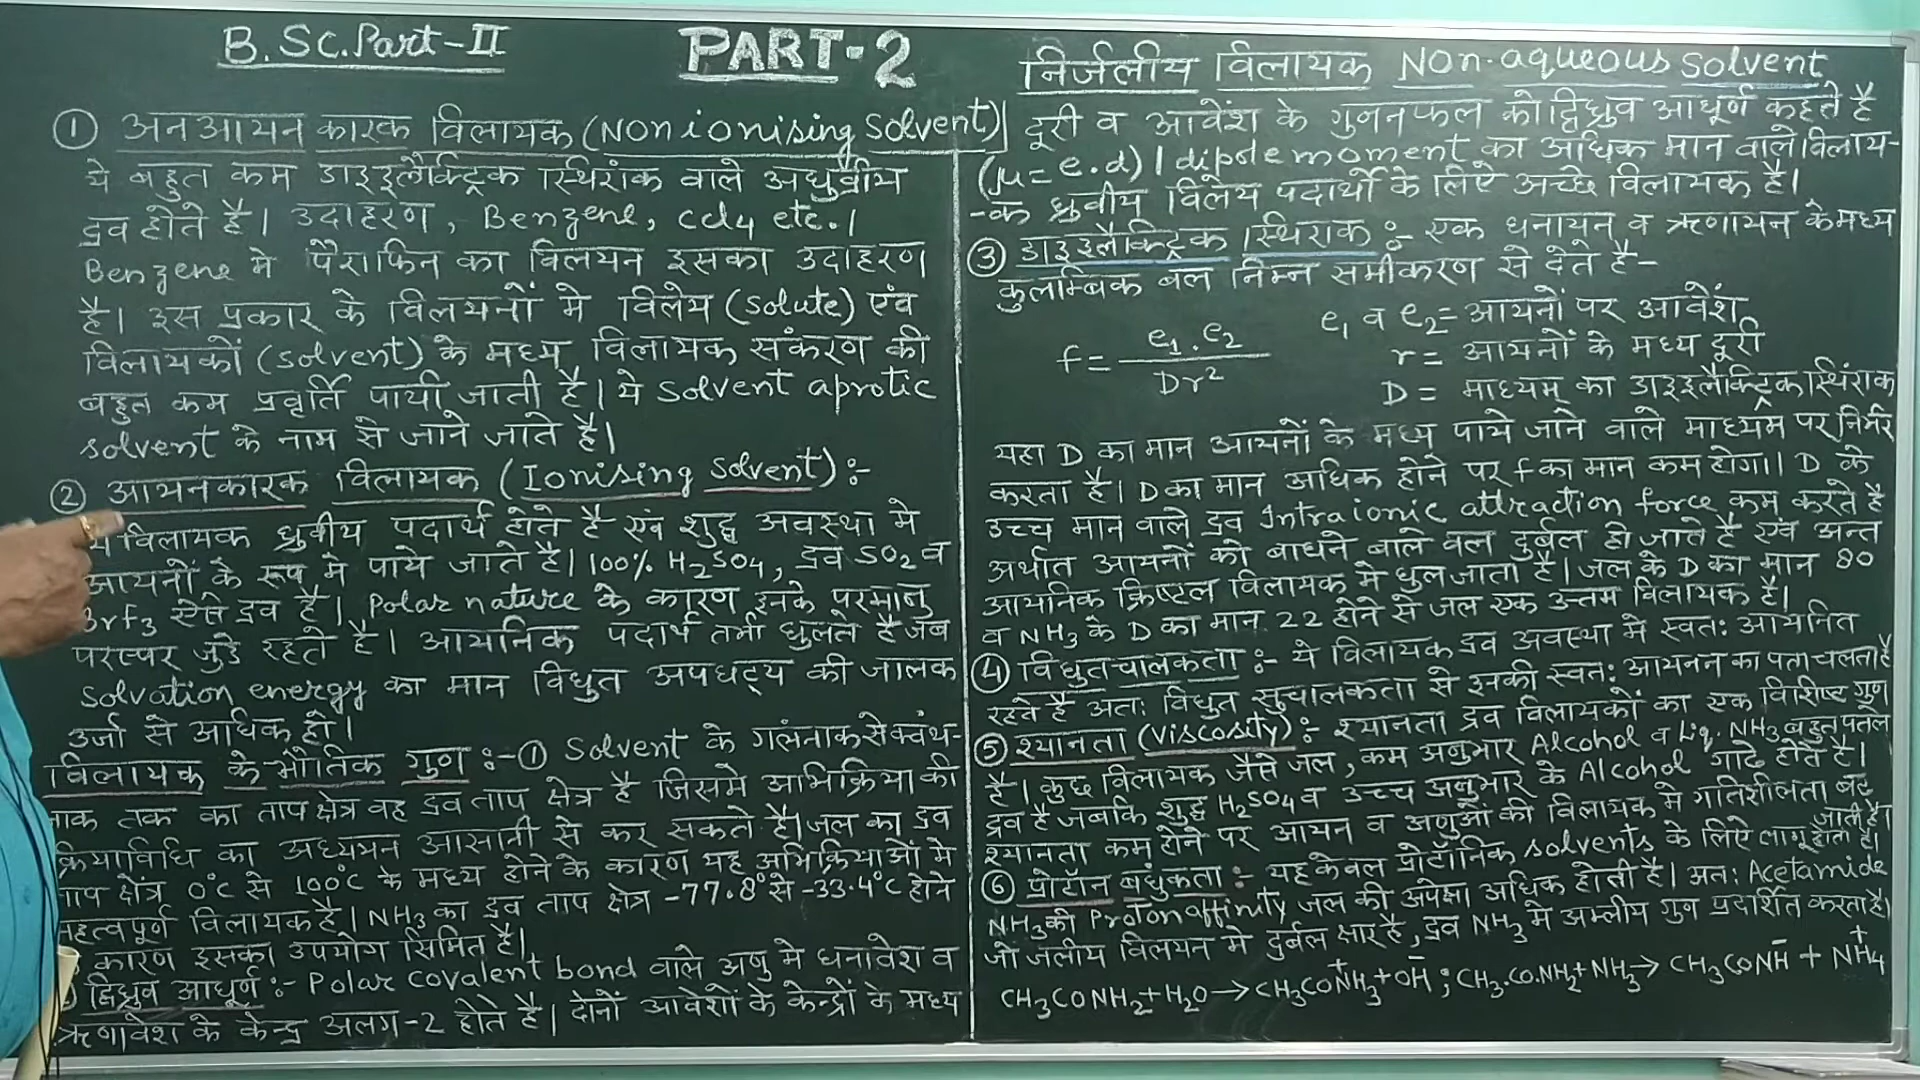 B.Sc. Part-II
PART-2
निर्जलीय विलायक Non-aqueous solvent
① अनआयन कारक विलायक (Non ionising solvent)
ये बहुत कम डाइइलैक्ट्रिक स्थिरांक वाले अध्रुवीय
द्रव होते है। उदाहरण, Benzene, ccl4 etc.।
Benzene मे पैराफिन का विलयन इसका उदाहरण
है। इस प्रकार के विलयनों मे विलेय (solute) एंव
विलायकों (solvent) के मध्य विलायक संकरण की
बहुत कम प्रवृर्ति पायी जाती है। ये solvent aprotic
solvent के नाम से जाने जाते है।
② आयनकारक विलायक (Ionising solvent) :-
विलायक ध्रुवीय पदार्थ होते है एंव शुद्ध अवस्था मे
आयनों के रूप मे पाये जाते है। 100% H2SO4, द्रव SO2 व
Brf3 ऐसे द्रव है। Polar nature के कारण इनके परमाणु
परस्पर जुडे रहते है। आयनिक पदार्थ तभी घुलते है जब
solvation energy का मान विधुत अपघट्य की जालक
उर्जा से अधिक हो।
विलायक के भौतिक गुण :- ① Solvent के गलंनाक से क्वंथ-
नाक तक का ताप क्षेत्र वह द्रव ताप क्षेत्र है जिसमे अभिक्रिया की
क्रियाविधि का अध्ययन आसानी से कर सकते है। जल का द्रव
ताप क्षेत्र 0°c से 100°c के मध्य होने के कारण यह अभिक्रियाओं मे
महत्वपूर्ण विलायक है। NH3 का द्रव ताप क्षेत्र -77.8° से -33.4°c होने
कारण इसका उपयोग सिमित है।
द्विध्रुव आधूर्ण :- Polar covalent bond वाले अणु मे धनावेश व
ऋणावेश के केन्द्र अलग-2 होते है। दोनों आवेशों के केन्द्रों के मध्य
दूरी व आवेंश के गुननफल को द्विध्रुव आधूर्ण कहते है
(μ = e.d)। dipole moment का अधिक मान वाले विलाय-
-क ध्रुवीय विलेय पदार्थो के लिऐ अच्छे विलायक है।
③ डाइइलैक्ट्रिक स्थिराक :- एक धनायन व ऋणायन के मध्य
कुलाम्बिक बल निम्न समीकरण से देते है-
f = e1.e2 / Dr2
e1 व e2 = आयनों पर आवेंश
r = आयनों के मध्य दूरी
D = माध्यम् का डाइइलैक्ट्रिक स्थिंराक
यहा D का मान आयनों के मध्य पाये जाने वाले माध्यम पर निर्भर
करता है। D का मान अधिक होने पर f का मान कम होगा। D के
उच्च मान वाले द्रव Intraionic attraction force कम करते है
अर्थात आयनों को बाधने वाले वल दुर्बल हो जाते है एंव अन्त
आयनिक क्रिष्टल विलायक मे घुल जाता है। जल के D का मान 80
व NH3 के D का मान 22 होने से जल एक उत्तम विलायक है।
④ विधुत चालकता :- ये विलायक द्रव अवस्था मे स्वतः आयनित
रहते है अतः विधुत सुचालकता से इनकी स्वतः आयनन का पता चलता है
⑤ श्यानता (viscosity) :- श्यानता द्रव विलायकों का एक विशिष्ट गुण
है। कुछ विलायक जैसे जल, कम अनुभार Alcohol व Liq. NH3 बहुत पतले
द्रव है जबकि शुद्ध H2SO4 व उच्च अनुभार के Alcohol गाढे होते है।
श्यानता कम होने पर आयन व अणुओं की विलायक मे गतिशीलता बढ
जाती है।
⑥ प्रोटॉन बंधुकता :- यह केवल प्रोटॉनिक solvents के लिऐ लागू होता है।
NH3 की Proton affinity जल की अपेक्षा अधिक होती है। अतः Acetamide
जो जलीय विलयन मे दुर्बल क्षार है, द्रव NH3 मे अम्लीय गुण प्रदर्शित करता है।
CH3CONH2 + H2O → CH3CONH3+ + OH- ; CH3.CO.NH2 + NH3 → CH3CONH- + NH4+